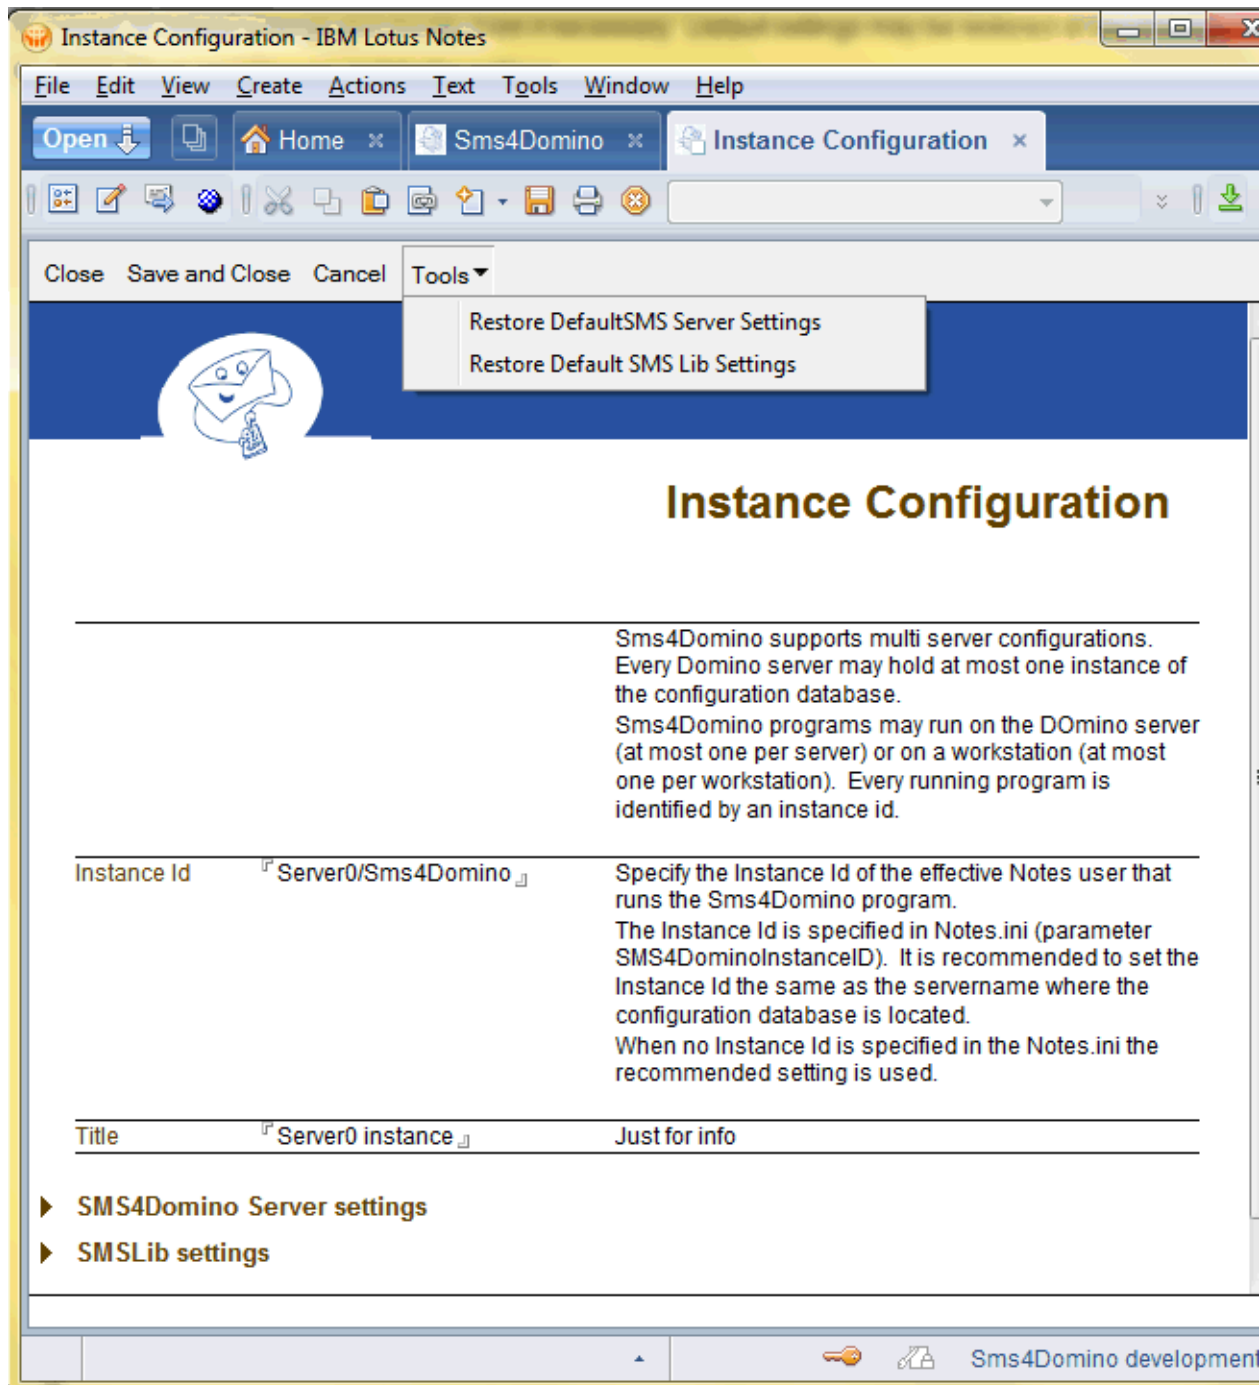 Instance Configuration - IBM Lotus Notes
File Edit View Create Actions Text Tools Window Help
Open Home Sms4Domino Instance Configuration
Close Save and Close Cancel Tools
Restore DefaultSMS Server Settings
Restore Default SMS Lib Settings
Instance Configuration
Sms4Domino supports multi server configurations.
Every Domino server may hold at most one instance of
the configuration database.
Sms4Domino programs may run on the DOmino server
(at most one per server) or on a workstation (at most
one per workstation). Every running program is
identified by an instance id.
Instance Id Server0/Sms4Domino Specify the Instance Id of the effective Notes user that
runs the Sms4Domino program.
The Instance Id is specified in Notes.ini (parameter
SMS4DominoInstanceID). It is recommended to set the
Instance Id the same as the servername where the
configuration database is located.
When no Instance Id is specified in the Notes.ini the
recommended setting is used.
Title Server0 instance Just for info
SMS4Domino Server settings
SMSLib settings
Sms4Domino development